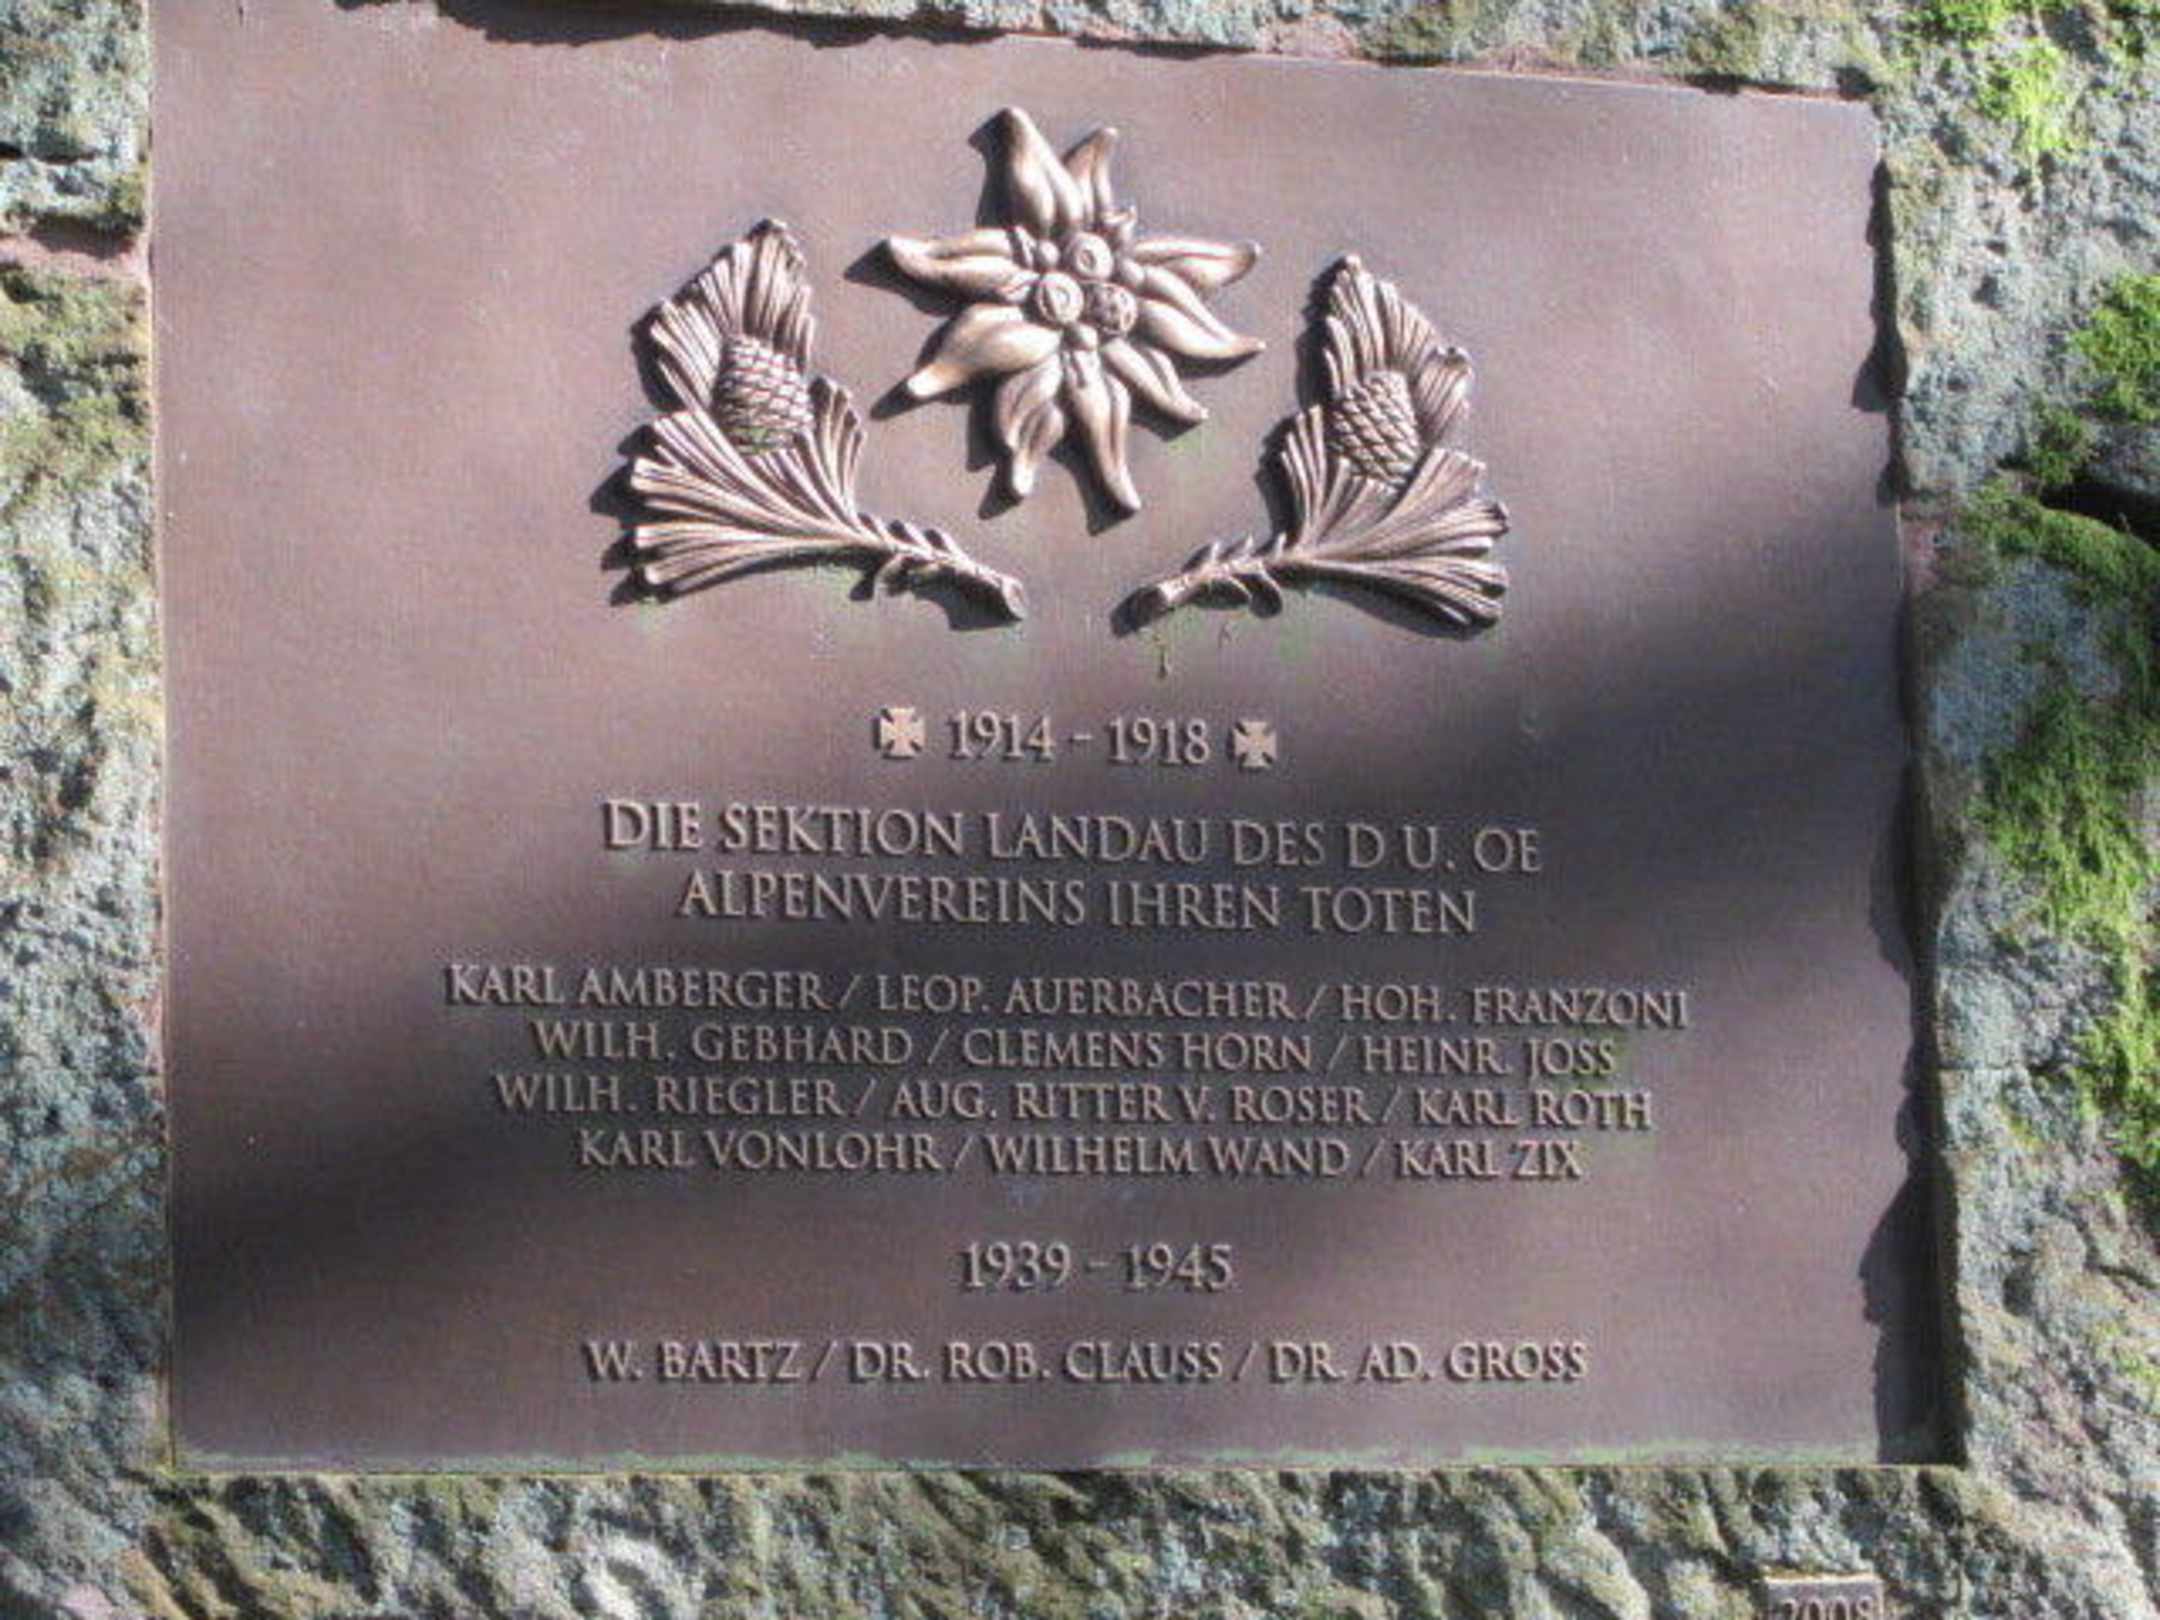 1914 - 1918
DIE SEKTION LANDAU DES D U. OE
ALPENVEREINS IHREN TOTEN
KARL AMBERGER / LEOP. AUERBACHER / HOH. FRANZONI
WILH. GEBHARD / CLEMENS HORN / HEINR. JOSS
WILH. RIEGLER / AUG. RITTER V. ROSER / KARL ROTH
KARL VONLOHR / WILHELM WAND / KARL ZIX
1939 - 1945
W. BARTZ / DR. ROB. CLAUSS / DR. AD. GROSS
2008